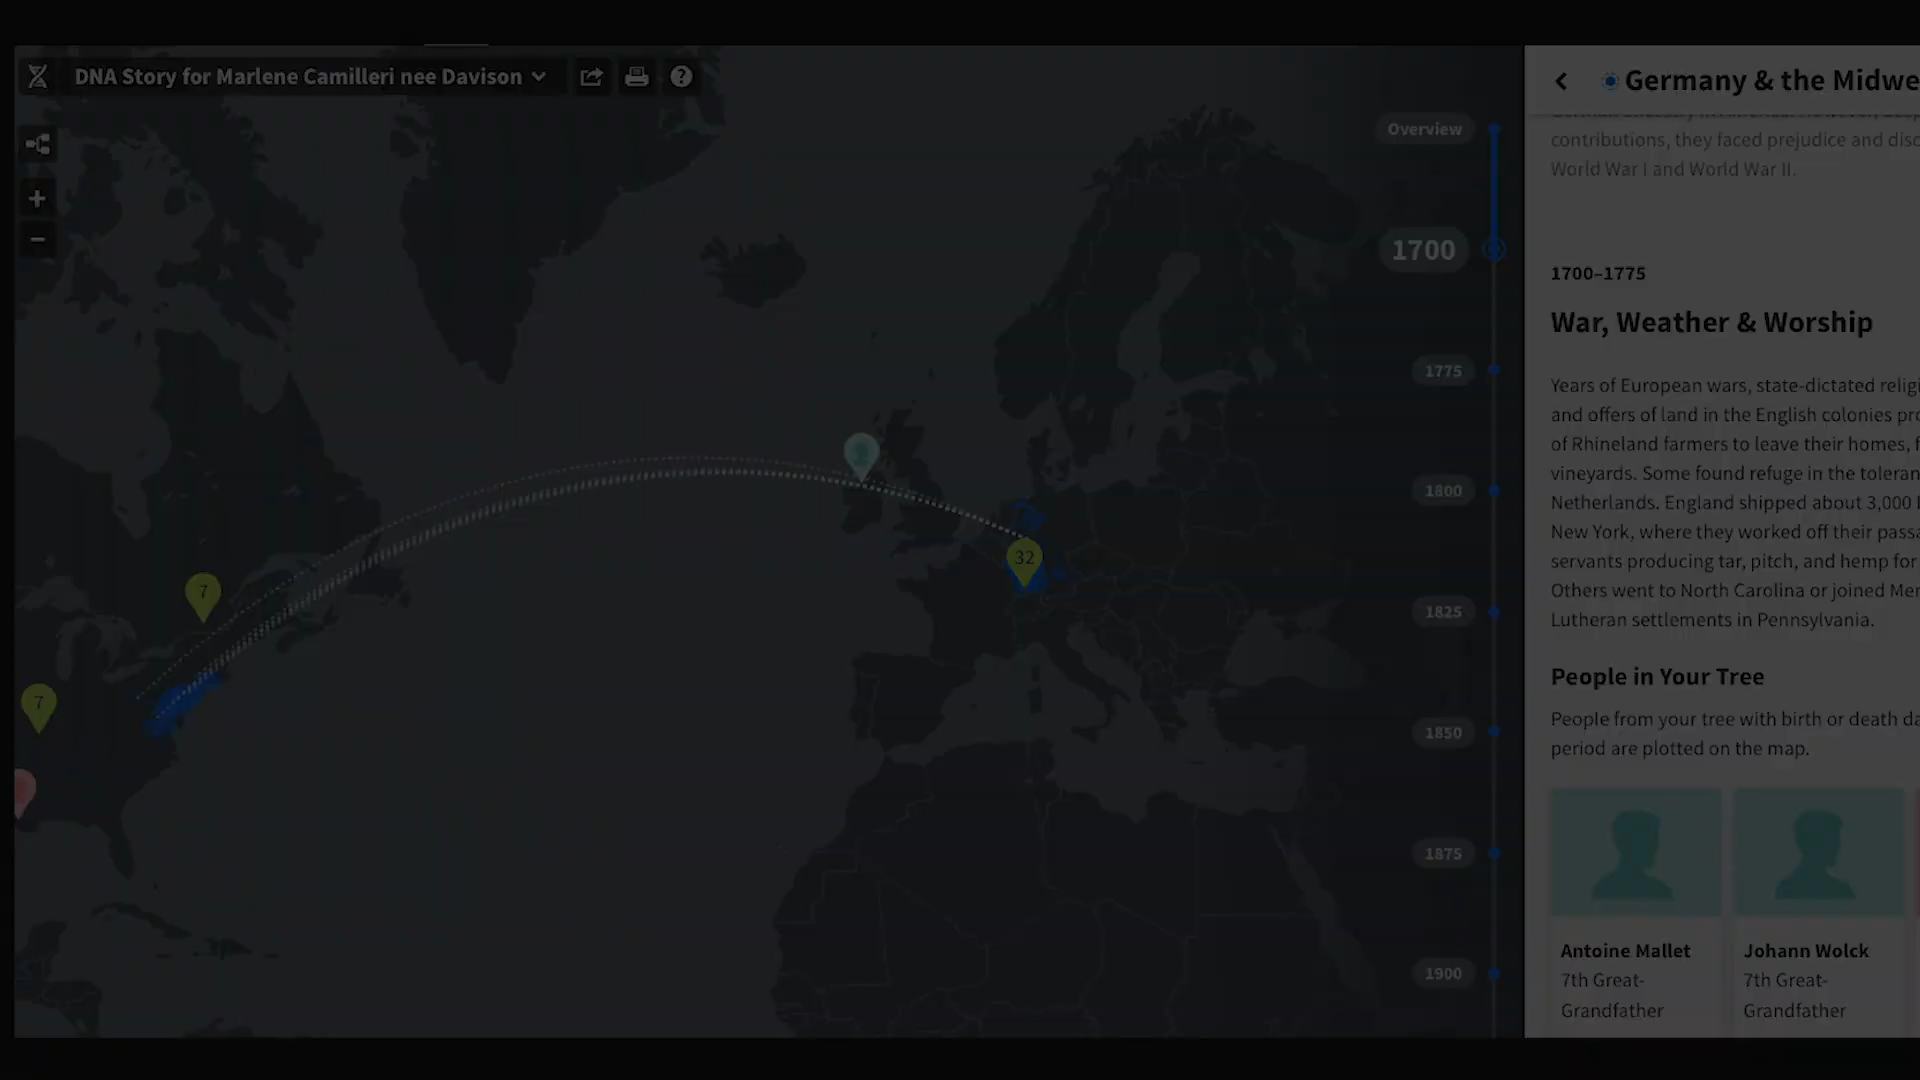 DNA Story for Marlene Camilleri nee Davison
Overview
1700
1775
1800
1825
1850
1875
1900
7
7
32
Germany & the Midwe
contributions, they faced prejudice and disc
World War I and World War II.
1700–1775
War, Weather & Worship
Years of European wars, state-dictated religi
and offers of land in the English colonies pro
of Rhineland farmers to leave their homes, f
vineyards. Some found refuge in the toleran
Netherlands. England shipped about 3,000
New York, where they worked off their passa
servants producing tar, pitch, and hemp for
Others went to North Carolina or joined Men
Lutheran settlements in Pennsylvania.
People in Your Tree
People from your tree with birth or death da
period are plotted on the map.
Antoine Mallet
7th Great-
Grandfather
Johann Wolck
7th Great-
Grandfather